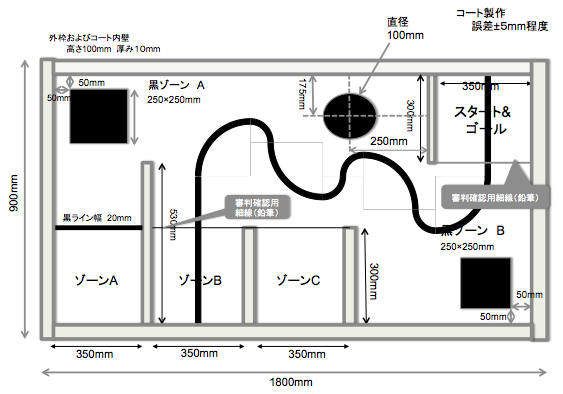 コート製作
誤差±5mm程度
直径
100mm
外枠およびコート内壁
高さ100mm 厚み10mm
50mm
50mm
黒ゾーン A
250×250mm
175mm
300mm
350mm
スタート&
ゴール
250mm
900mm
審判確認用
細線(鉛筆)
審判確認用細線(鉛筆)
黒ライン幅 20mm
530mm
黒ゾーン B
250×250mm
ゾーンA
ゾーンB
ゾーンC
300mm
50mm
50mm
350mm
350mm
350mm
1800mm